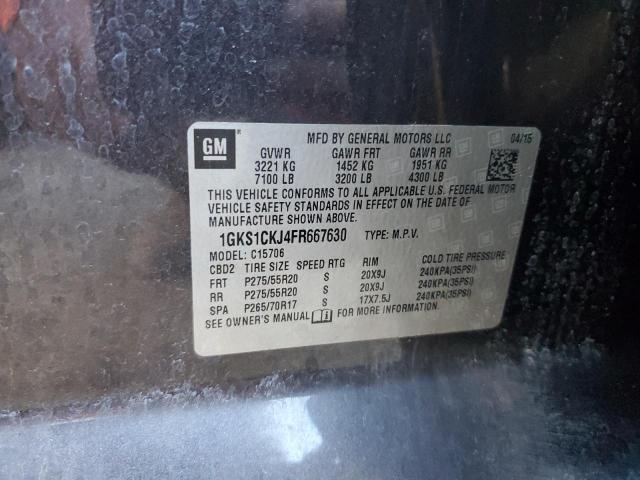 GM
MFD BY GENERAL MOTORS LLC 04/15
GVWR GAWR FRT GAWR RR
3221 KG 1452 KG 1951 KG
7100 LB 3200 LB 4300 LB
THIS VEHICLE CONFORMS TO ALL APPLICABLE U.S. FEDERAL MOTOR
VEHICLE SAFETY STANDARDS IN EFFECT ON THE DATE OF
MANUFACTURE SHOWN ABOVE.
1GKS1CKJ4FR667630 TYPE: M.P.V.
MODEL: C15706
CBD2 TIRE SIZE SPEED RTG RIM COLD TIRE PRESSURE
FRT P275/55R20 S 20X9J 240KPA(35PSI)
RR P275/55R20 S 20X9J 240KPA(35PSI)
SPA P265/70R17 S 17X7.5J 240KPA(35PSI)
SEE OWNER'S MANUAL FOR MORE INFORMATION.